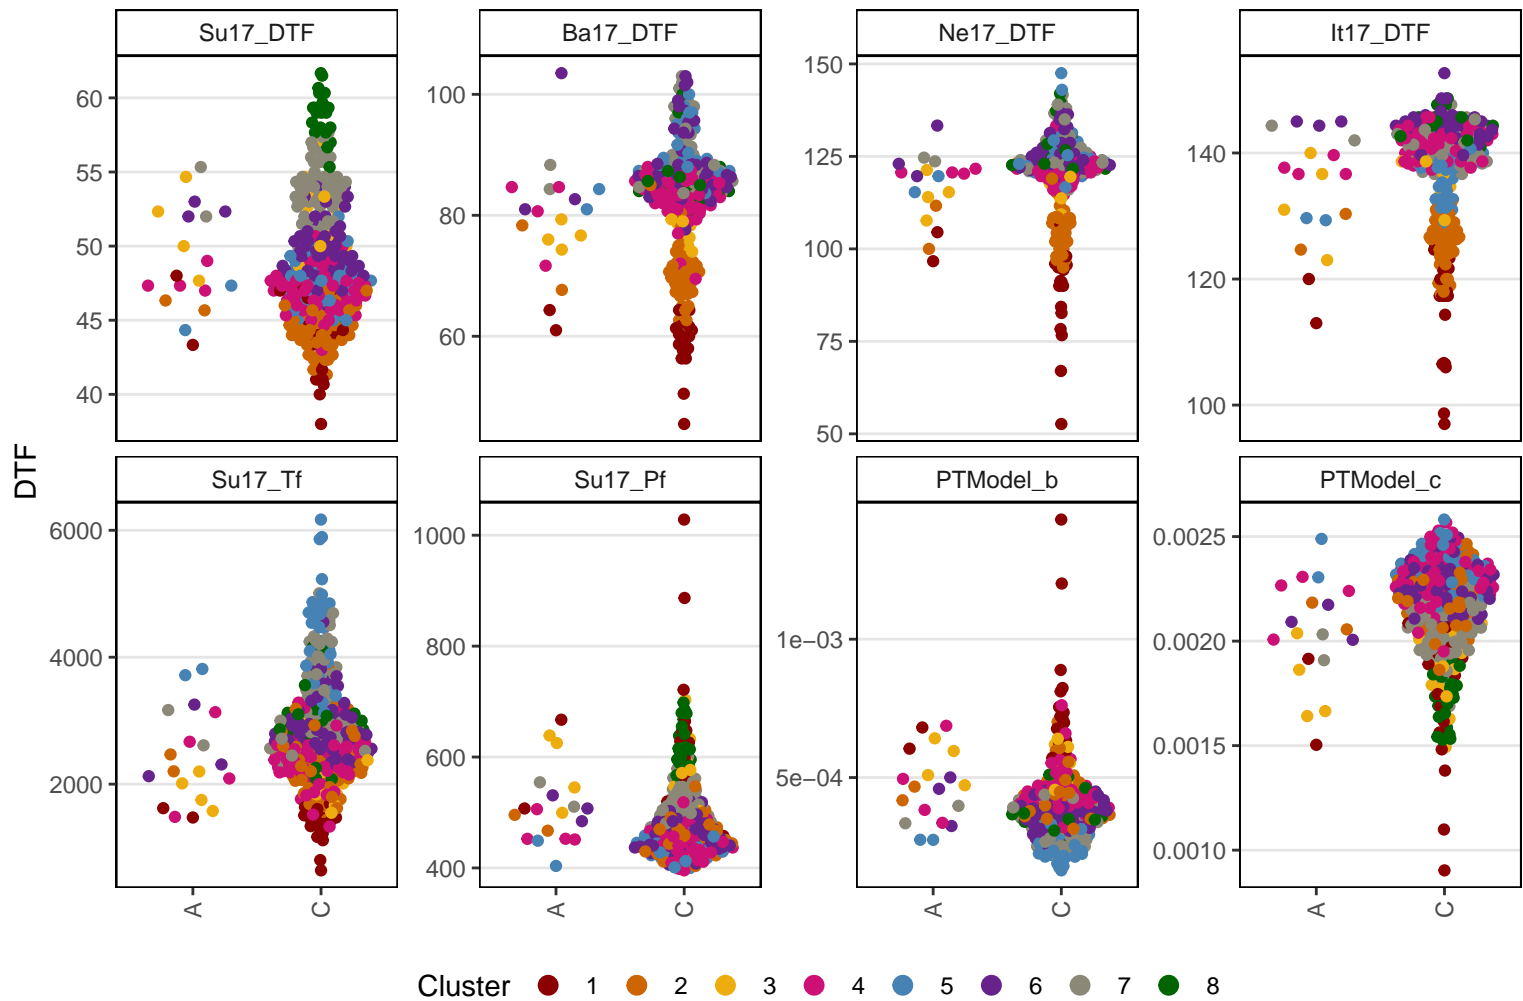 Su17_DTF
Ba17_DTF
Ne17_DTF
It17_DTF
60
55
50
45
40
100
80
60
150
125
100
75
50
140
120
100
DTF
Su17_Tf
Su17_Pf
PTModel_b
PTModel_c
6000
4000
2000
1000
800
600
400
1e−03
5e−04
0.0025
0.0020
0.0015
0.0010
A
C
A
C
A
C
A
C
Cluster 1 2 3 4 5 6 7 8